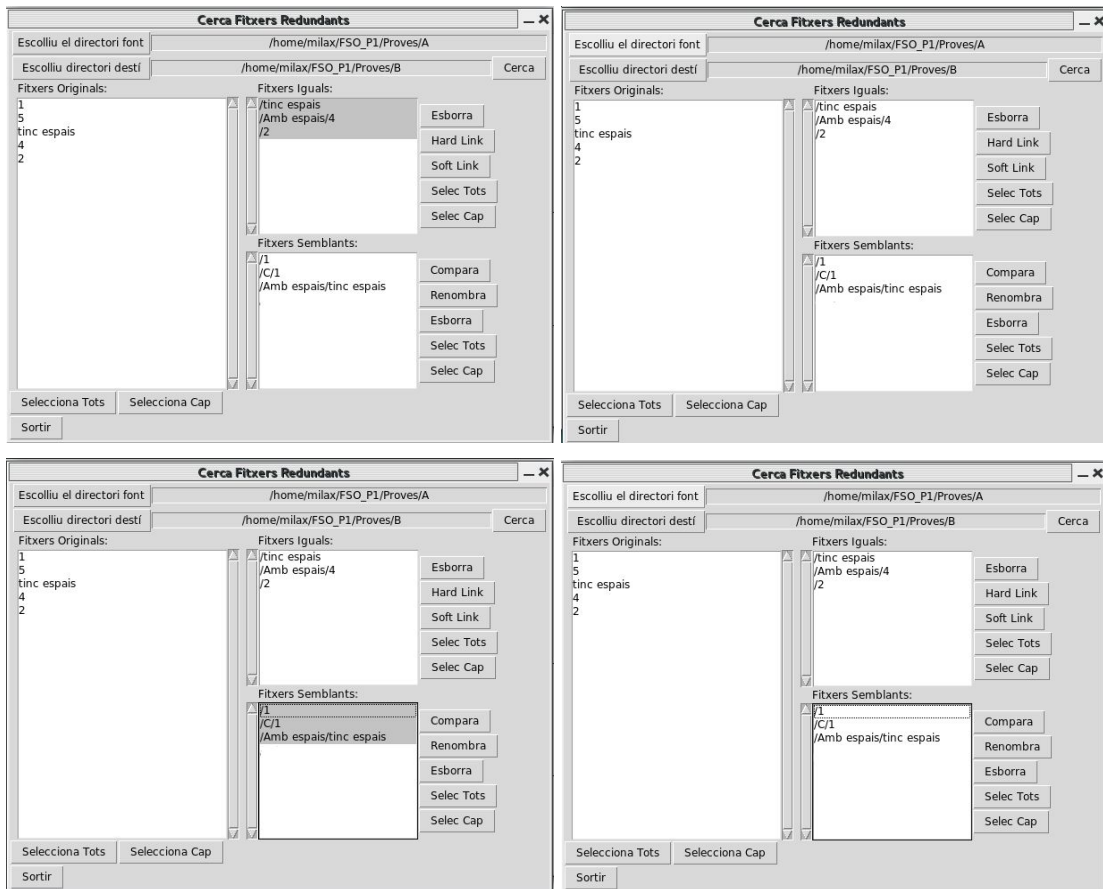 Cerca Fitxers Redundants
Escolliu el directori font /home/milax/FSO_P1/Proves/A
Escolliu directori destí /home/milax/FSO_P1/Proves/B Cerca
Fitxers Originals:
1
5
tinc espais
4
2
Fitxers Iguals:
/tinc espais
/Amb espais/4
/2
Esborra
Hard Link
Soft Link
Selec Tots
Selec Cap
Fitxers Semblants:
/1
/C/1
/Amb espais/tinc espais
Compara
Renombra
Esborra
Selec Tots
Selec Cap
Selecciona Tots Selecciona Cap
Sortir
Cerca Fitxers Redundants
Escolliu el directori font /home/milax/FSO_P1/Proves/A
Escolliu directori destí /home/milax/FSO_P1/Proves/B Cerca
Fitxers Originals:
1
5
tinc espais
4
2
Fitxers Iguals:
/tinc espais
/Amb espais/4
/2
Esborra
Hard Link
Soft Link
Selec Tots
Selec Cap
Fitxers Semblants:
/1
/C/1
/Amb espais/tinc espais
Compara
Renombra
Esborra
Selec Tots
Selec Cap
Selecciona Tots Selecciona Cap
Sortir
Cerca Fitxers Redundants
Escolliu el directori font /home/milax/FSO_P1/Proves/A
Escolliu directori destí /home/milax/FSO_P1/Proves/B Cerca
Fitxers Originals:
1
5
tinc espais
4
2
Fitxers Iguals:
/tinc espais
/Amb espais/4
/2
Esborra
Hard Link
Soft Link
Selec Tots
Selec Cap
Fitxers Semblants:
/1
/C/1
/Amb espais/tinc espais
Compara
Renombra
Esborra
Selec Tots
Selec Cap
Selecciona Tots Selecciona Cap
Sortir
Cerca Fitxers Redundants
Escolliu el directori font /home/milax/FSO_P1/Proves/A
Escolliu directori destí /home/milax/FSO_P1/Proves/B Cerca
Fitxers Originals:
1
5
tinc espais
4
2
Fitxers Iguals:
/tinc espais
/Amb espais/4
/2
Esborra
Hard Link
Soft Link
Selec Tots
Selec Cap
Fitxers Semblants:
/1
/C/1
/Amb espais/tinc espais
Compara
Renombra
Esborra
Selec Tots
Selec Cap
Selecciona Tots Selecciona Cap
Sortir